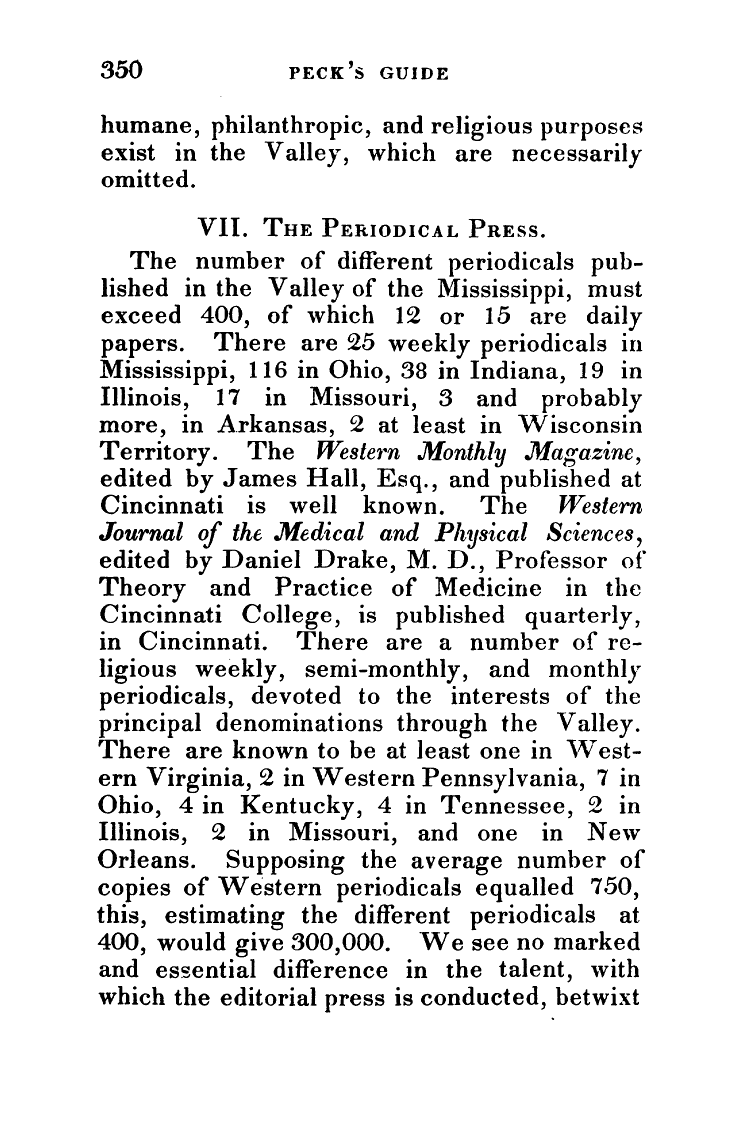 350 PECK'S GUIDE
humane, philanthropic, and religious purposes
exist in the Valley, which are necessarily
omitted.
VII. THE PERIODICAL PRESS.
The number of different periodicals pub-
lished in the Valley of the Mississippi, must
exceed 400, of which 12 or 15 are daily
papers. There are 25 weekly periodicals in
Mississippi, 116 in Ohio, 38 in Indiana, 19 in
Illinois, 17 in Missouri, 3 and probably
more, in Arkansas, 2 at least in Wisconsin
Territory. The Western Monthly Magazine,
edited by James Hall, Esq., and published at
Cincinnati is well known. The Western
Journal of the Medical and Physical Sciences,
edited by Daniel Drake, M. D., Professor of
Theory and Practice of Medicine in the
Cincinnati College, is published quarterly,
in Cincinnati. There are a number of re-
ligious weekly, semi-monthly, and monthly
periodicals, devoted to the interests of the
principal denominations through the Valley.
There are known to be at least one in West-
ern Virginia, 2 in Western Pennsylvania, 7 in
Ohio, 4 in Kentucky, 4 in Tennessee, 2 in
Illinois, 2 in Missouri, and one in New
Orleans. Supposing the average number of
copies of Western periodicals equalled 750,
this, estimating the different periodicals at
400, would give 300,000. We see no marked
and essential difference in the talent, with
which the editorial press is conducted, betwixt